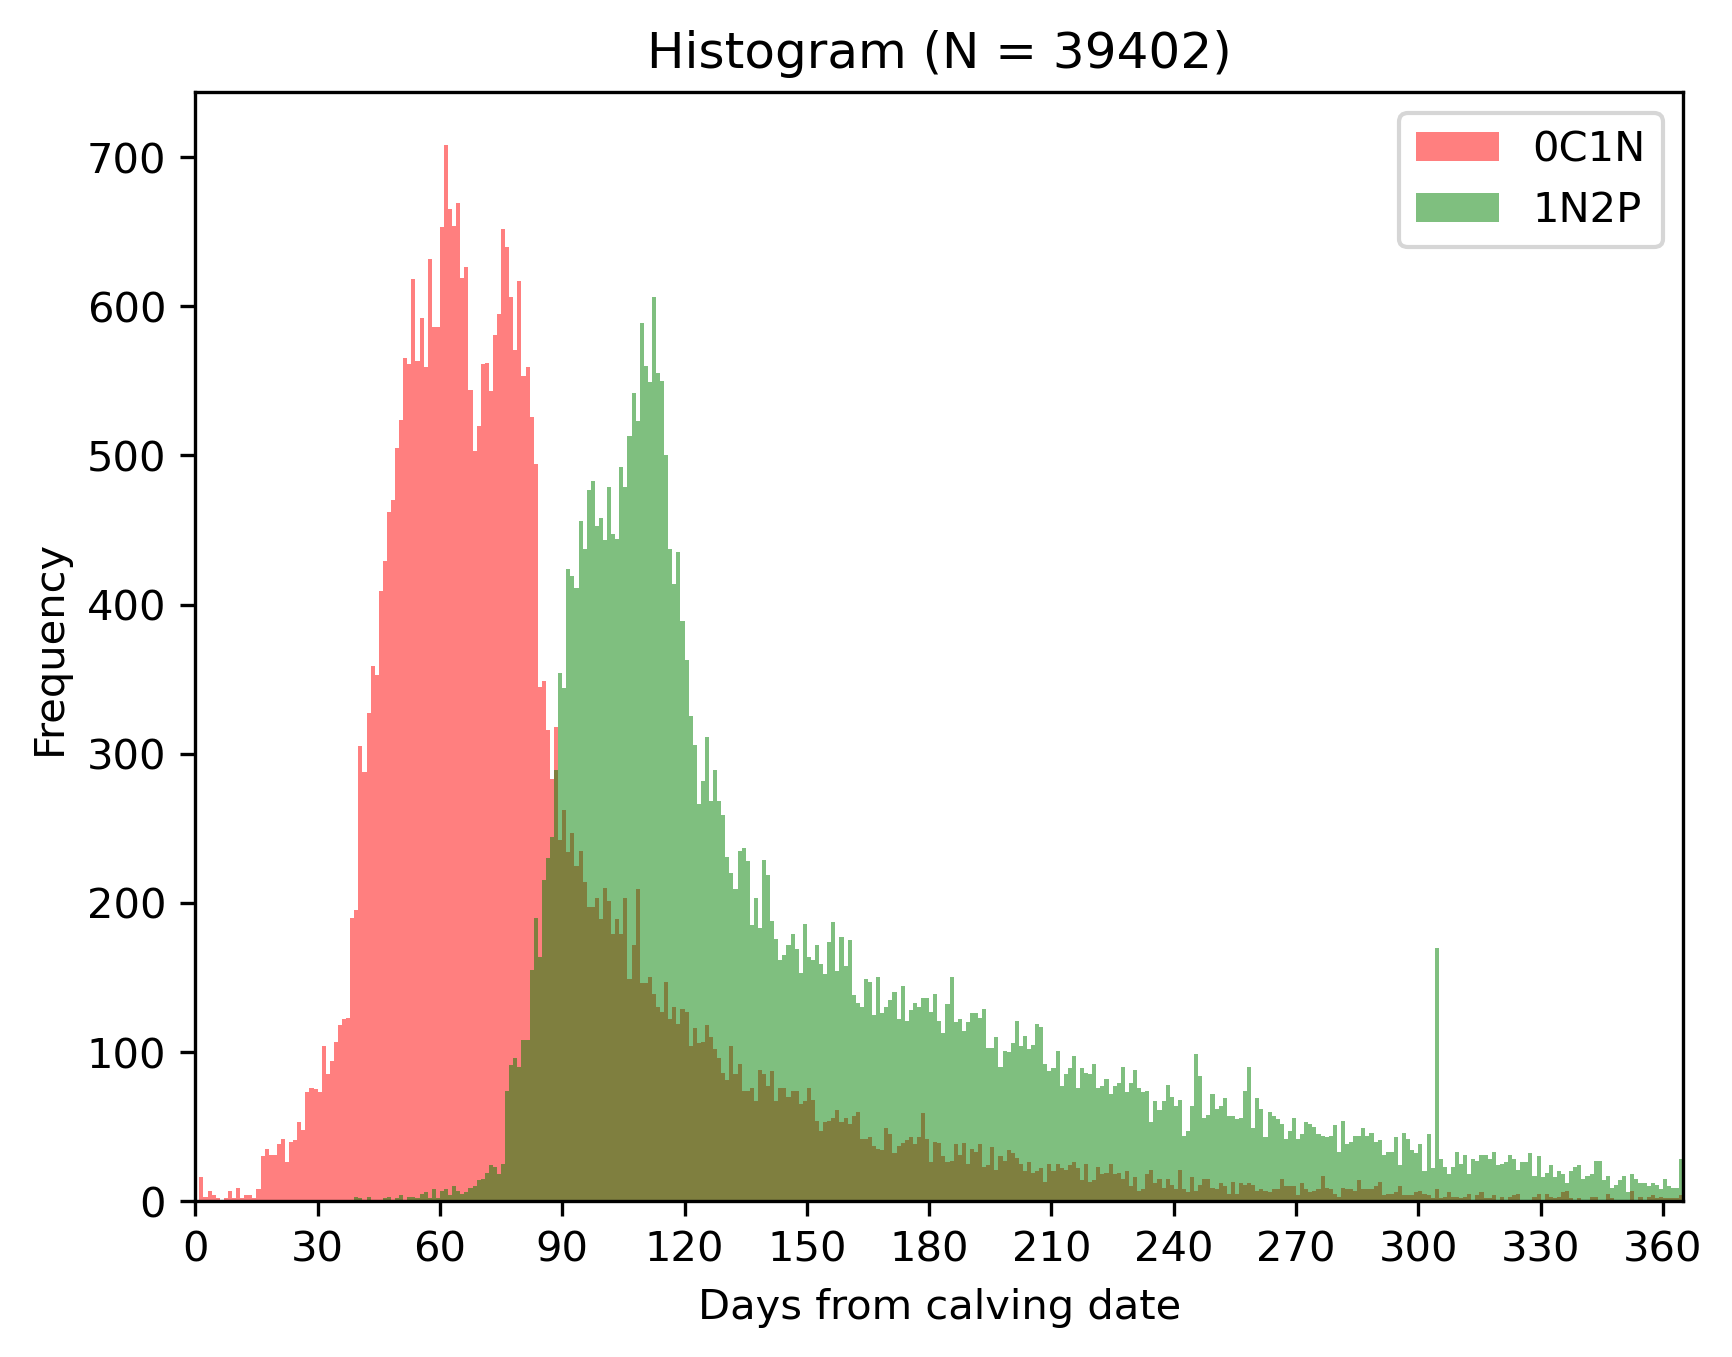 Histogram (N = 39402)
0C1N
1N2P
700
600
500
400
300
200
100
0
Frequency
0 30 60 90 120 150 180 210 240 270 300 330 360
Days from calving date